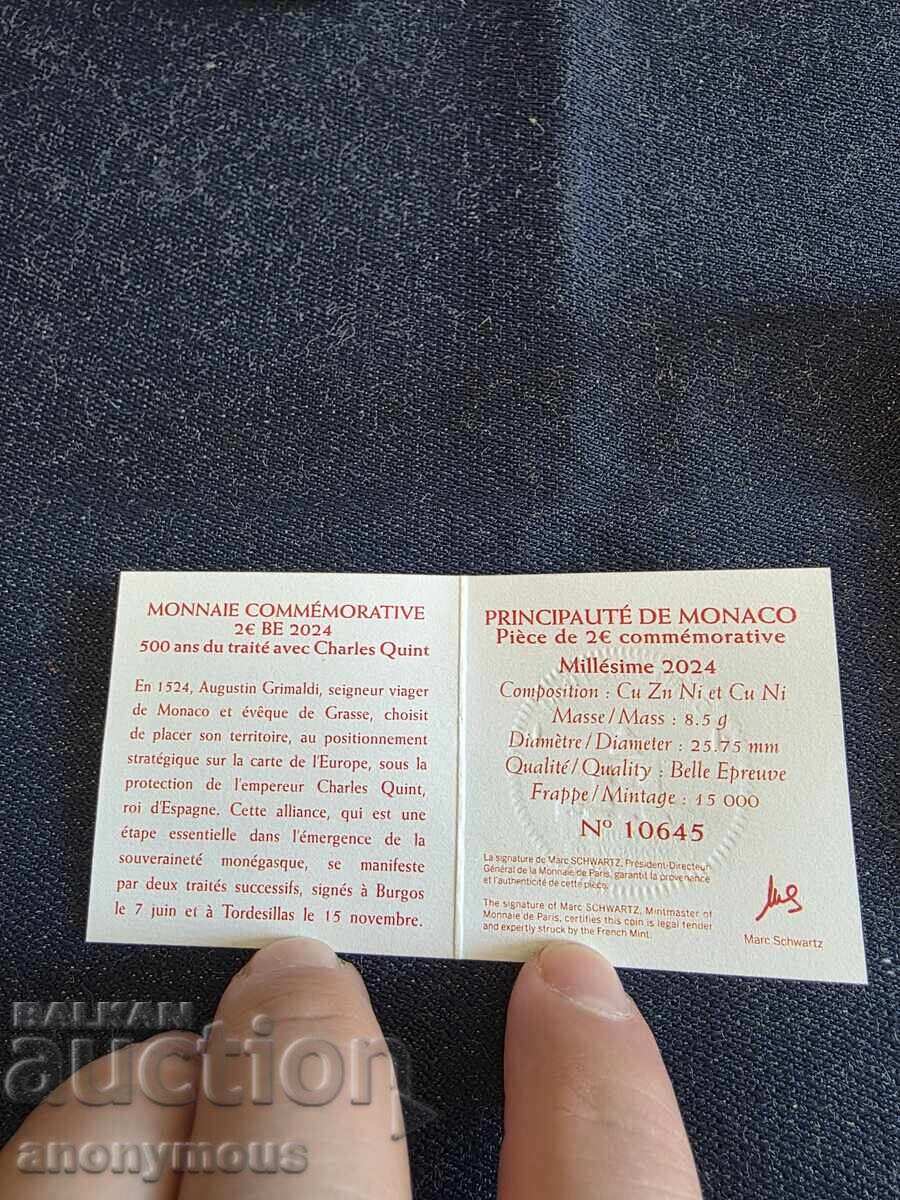 MONNAIE COMMÉMORATIVE
2€ BE 2024
500 ans du traité avec Charles Quint
En 1524, Augustin Grimaldi, seigneur viager
de Monaco et évêque de Grasse, choisit
de placer son territoire, au positionnement
stratégique sur la carte de l'Europe, sous la
protection de l'empereur Charles Quint,
roi d'Espagne. Cette alliance, qui est une
étape essentielle dans l'émergence de la
souveraineté monégasque, se manifeste
par deux traités successifs, signés à Burgos
le 7 juin et à Tordesillas le 15 novembre.
PRINCIPAUTÉ DE MONACO
Pièce de 2€ commémorative
Millésime 2024
Composition : Cu Zn Ni et Cu Ni
Masse/Mass : 8.5 g
Diamètre/Diameter : 25.75 mm
Qualité/Quality : Belle Epreuve
Frappe/Mintage : 15 000
N° 10645
La signature de Marc SCHWARTZ, Président-Directeur
Général de la Monnaie de Paris, garantit la provenance
et l'authenticité de cette pièce.
The signature of Marc SCHWARTZ, Mintmaster of
Monnaie de Paris, certifies this coin is legal tender
and expertly struck by the French Mint.
Marc Schwartz
BALKAN
auction
anonymous